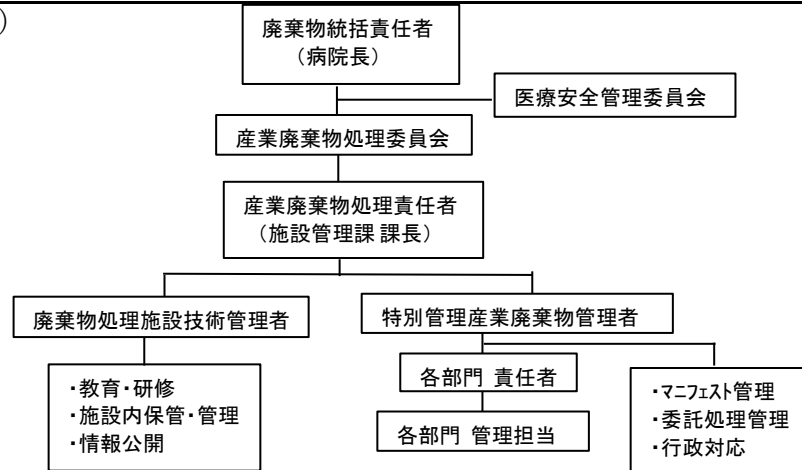 ）
廃棄物統括責任者
（病院長）
医療安全管理委員会
産業廃棄物処理委員会
産業廃棄物処理責任者
（施設管理課 課長）
廃棄物処理施設技術管理者
特別管理産業廃棄物管理者
・教育・研修
・施設内保管・管理
・情報公開
各部門 責任者
各部門 管理担当
・ﾏﾆﾌｪｽﾄ管理
・委託処理管理
・行政対応